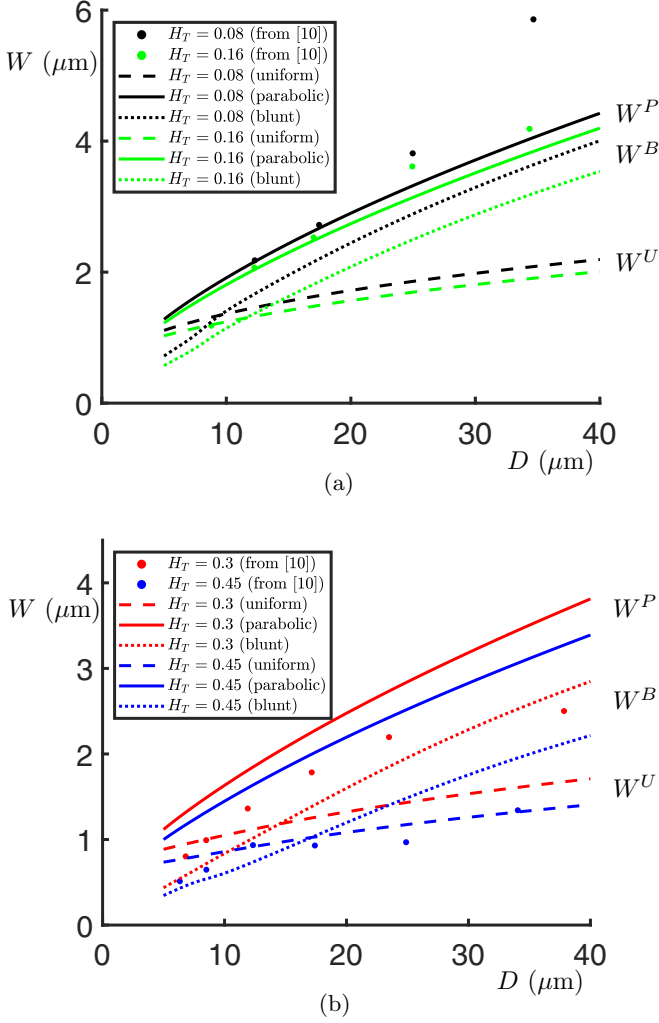 6
W (μm)
4
2
0
H_T = 0.08 (from [10])
H_T = 0.16 (from [10])
H_T = 0.08 (uniform)
H_T = 0.08 (parabolic)
H_T = 0.08 (blunt)
H_T = 0.16 (uniform)
H_T = 0.16 (parabolic)
H_T = 0.16 (blunt)
W^P
W^B
W^U
0 10 20 30 40
D (μm)
(a)
4
W (μm)
3
2
1
0
H_T = 0.3 (from [10])
H_T = 0.45 (from [10])
H_T = 0.3 (uniform)
H_T = 0.3 (parabolic)
H_T = 0.3 (blunt)
H_T = 0.45 (uniform)
H_T = 0.45 (parabolic)
H_T = 0.45 (blunt)
W^P
W^B
W^U
0 10 20 30 40
D (μm)
(b)